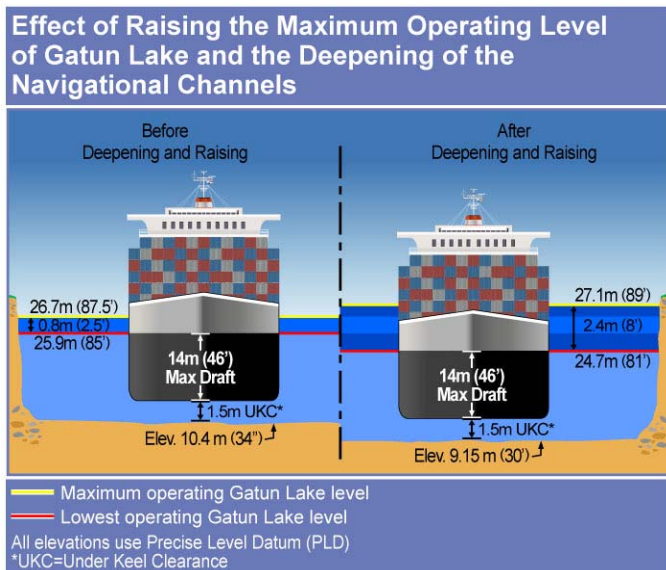 Effect of Raising the Maximum Operating Level
of Gatun Lake and the Deepening of the
Navigational Channels
Before
Deepening and Raising
26.7m (87.5')
0.8m (2.5')
25.9m (85')
14m (46')
Max Draft
1.5m UKC*
Elev. 10.4 m (34")
After
Deepening and Raising
27.1m (89')
2.4m (8')
24.7m (81')
14m (46')
Max Draft
1.5m UKC*
Elev. 9.15 m (30')
Maximum operating Gatun Lake level
Lowest operating Gatun Lake level
All elevations use Precise Level Datum (PLD)
*UKC=Under Keel Clearance